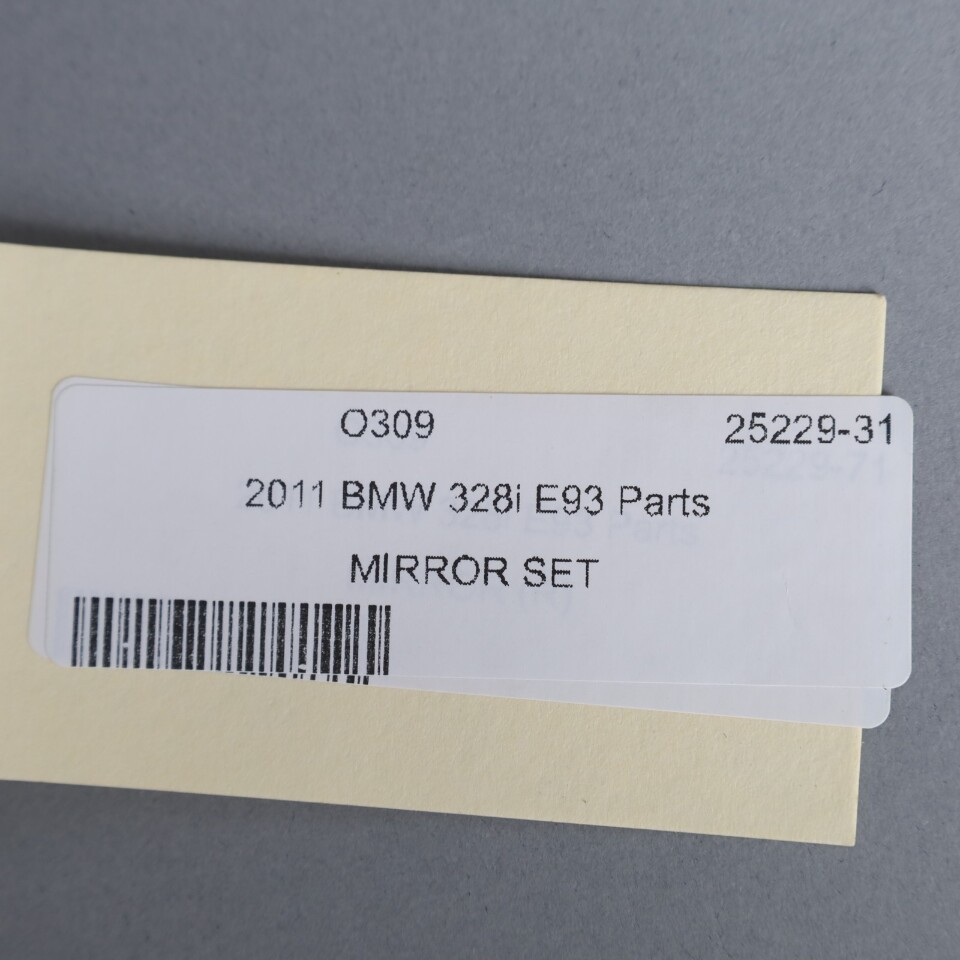 O309
25229-31
2011 BMW 328i E93 Parts
MIRROR SET